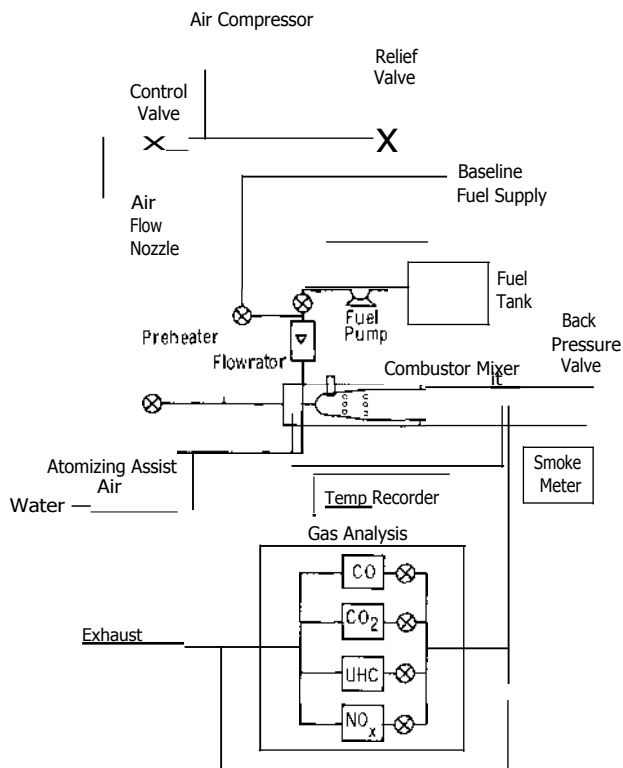 Air Compressor
Relief
Valve
Control
Valve
X
X
Baseline
Fuel Supply
Air
Flow
Nozzle
Fuel
Tank
Fuel
Pump
Preheater
Flowrator
Back
Pressure
Valve
Combustor Mixer
it
Atomizing Assist
Air
Water
Smoke
Meter
Temp Recorder
Gas Analysis
CO
CO₂
Exhaust
UHC
NOₓ